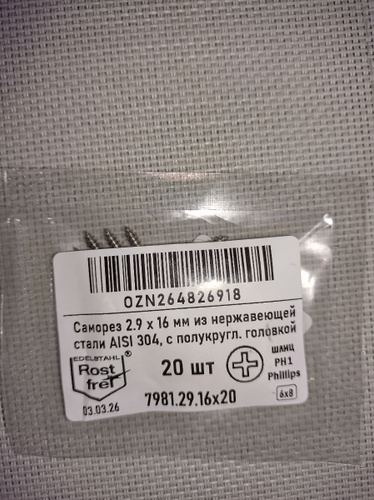 OZN264826918
Саморез 2.9 x 16 мм из нержавеющей
стали AISI 304, с полукругл. головкой
EDELSTAHL
Rost
frei
®
20 шт
шлиц
PH1
Phillips
03.03.26
7981.29.16x20
6x8